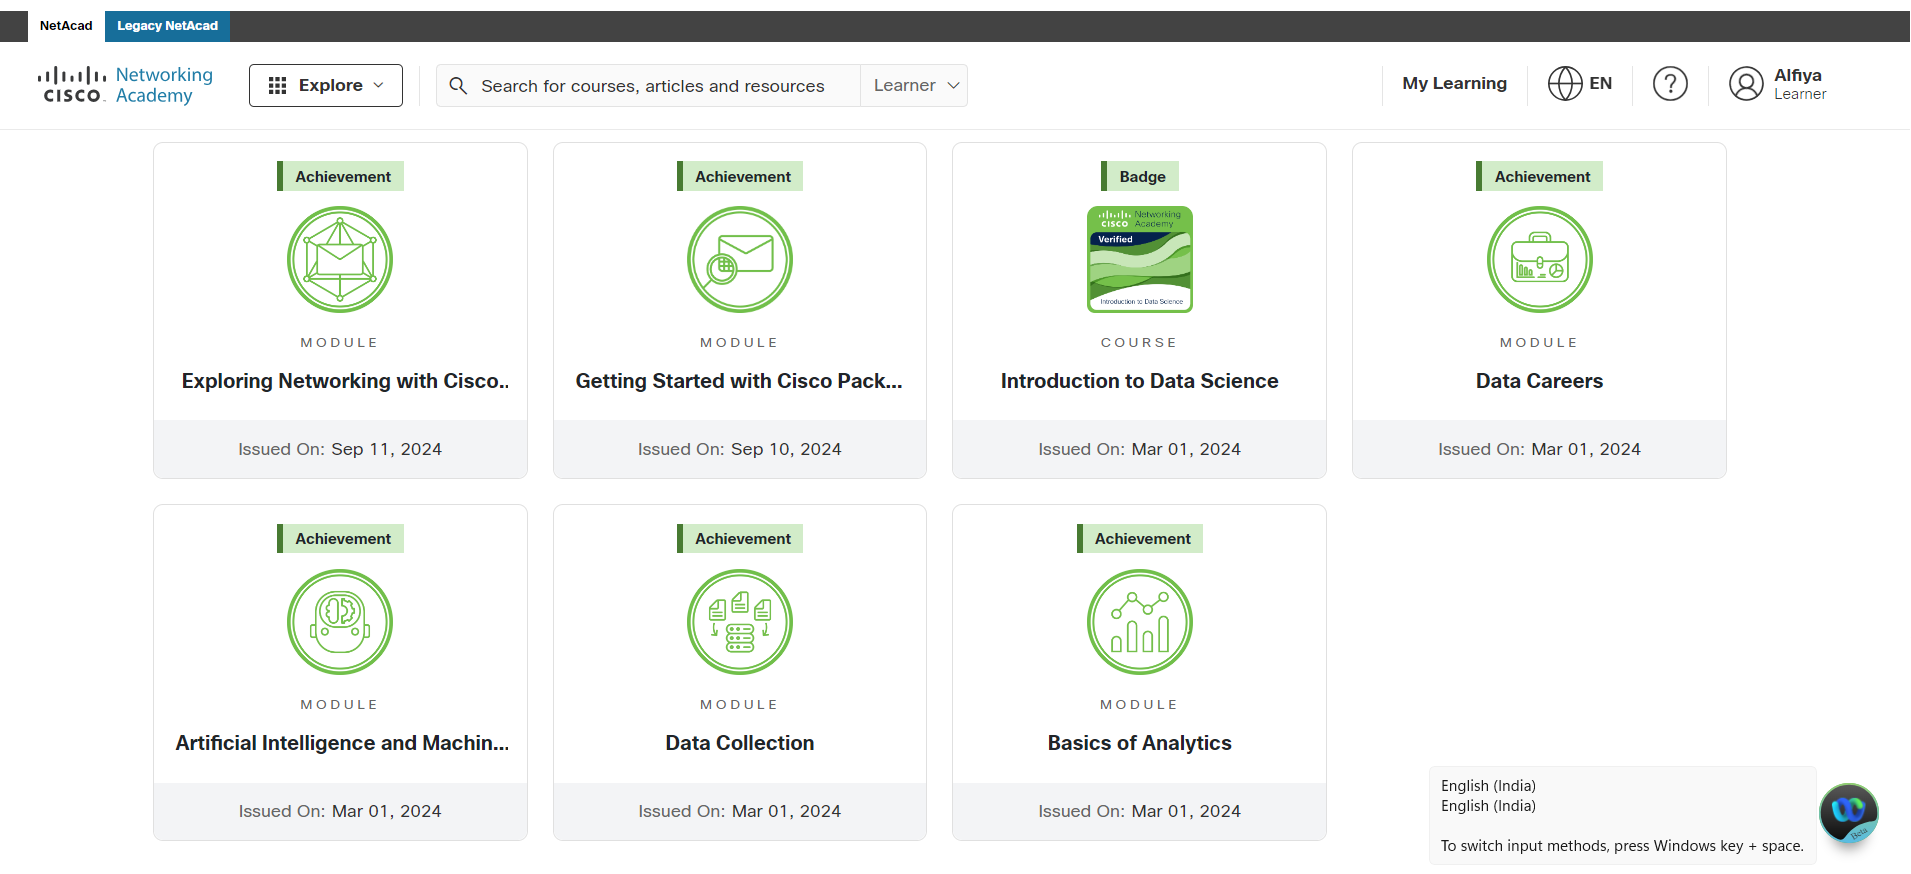 NetAcad
Legacy NetAcad
CISCO
Networking
Academy
Explore
Search for courses, articles and resources
Learner
My Learning
EN
?
Alfiya
Learner
Achievement
MODULE
Exploring Networking with Cisco..
Issued On: Sep 11, 2024
Achievement
MODULE
Getting Started with Cisco Pack...
Issued On: Sep 10, 2024
Badge
CISCO
Networking
Academy
Verified
Introduction to Data Science
COURSE
Introduction to Data Science
Issued On: Mar 01, 2024
Achievement
MODULE
Data Careers
Issued On: Mar 01, 2024
Achievement
MODULE
Artificial Intelligence and Machin...
Issued On: Mar 01, 2024
Achievement
MODULE
Data Collection
Issued On: Mar 01, 2024
Achievement
MODULE
Basics of Analytics
Issued On: Mar 01, 2024
English (India)
English (India)
To switch input methods, press Windows key + space.
Beta